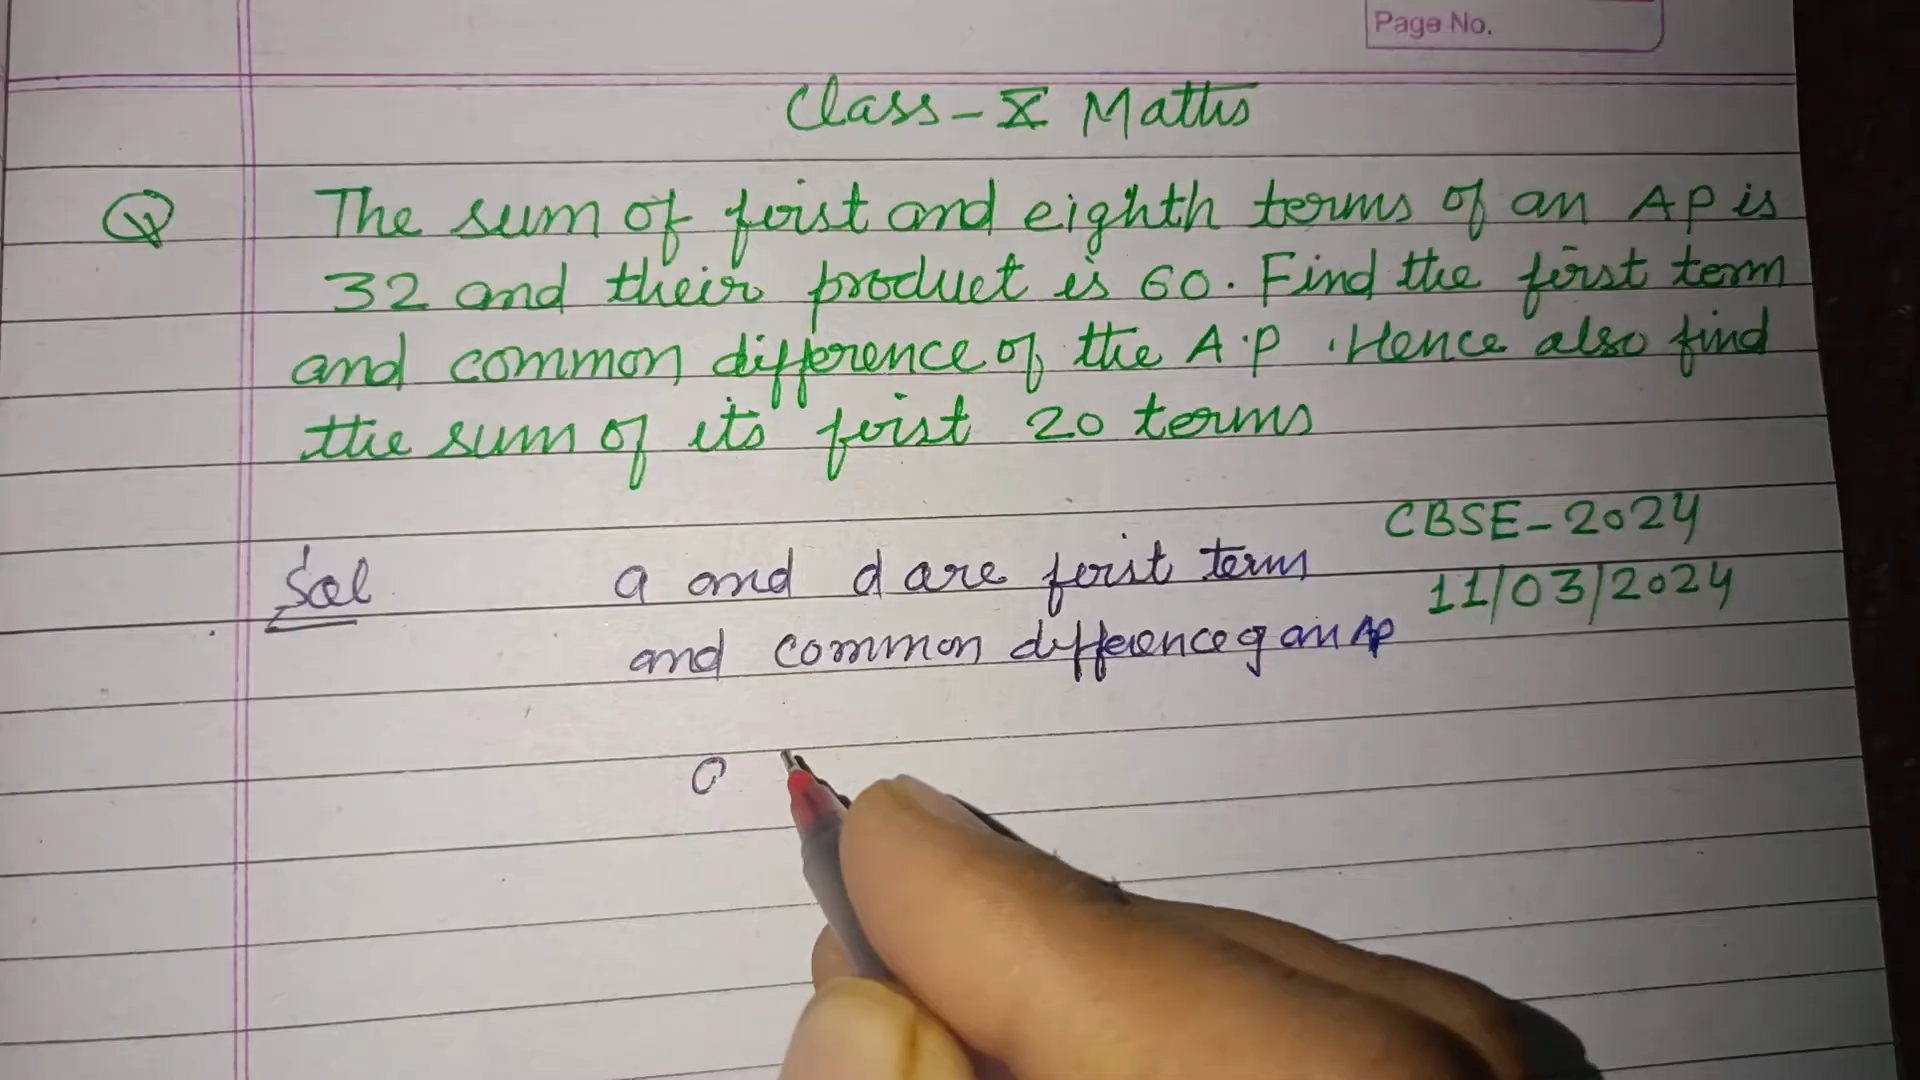 Page No.
Class - X Maths
Q The sum of first and eighth terms of an AP is
32 and their product is 60. Find the first term
and common difference of the A.P. Hence also find
the sum of its first 20 terms
CBSE-2024
11/03/2024
Sol a and d are first term
and common difference of an AP
a